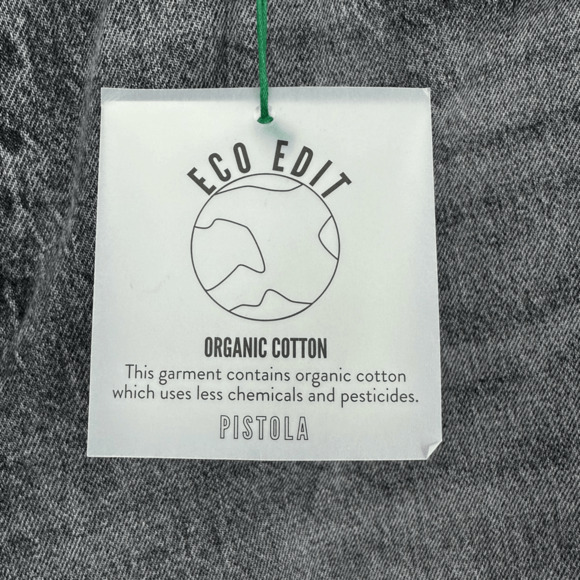 ECO EDIT
ORGANIC COTTON
This garment contains organic cotton
which uses less chemicals and pesticides.
PISTOLA